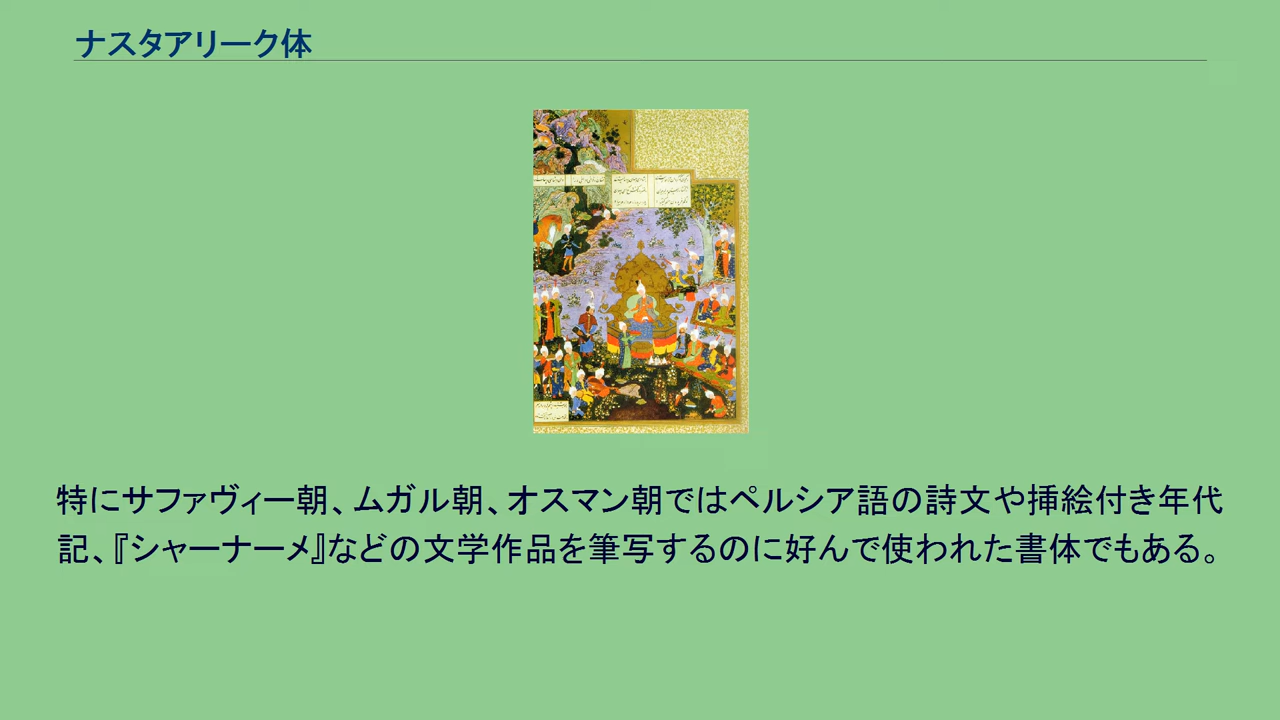 ナスタアリーク体
特にサファヴィー朝、ムガル朝、オスマン朝ではペルシア語の詩文や挿絵付き年代
記、『シャーナーメ』などの文学作品を筆写するのに好んで使われた書体でもある。